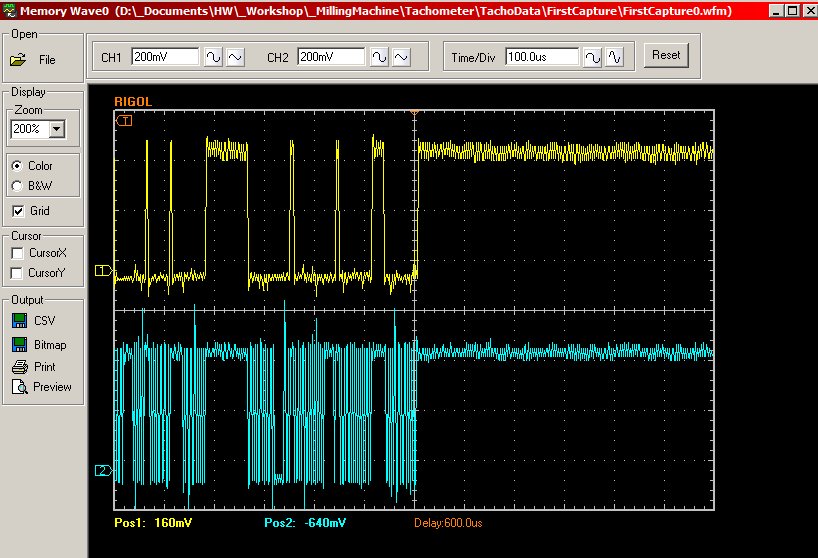 Memory Wave0 (D:\_Documents\HW\_Workshop\_MillingMachine\Tachometer\TachoData\FirstCapture\FirstCapture0.wfm)
Open
File
CH1 200mV CH2 200mV Time/Div 100.0us Reset
Display
Zoom
200%
Color
B&W
Grid
Cursor
CursorX
CursorY
Output
CSV
Bitmap
Print
Preview
RIGOL
T
1
2
Pos1: 160mV Pos2: -640mV Delay:600.0us